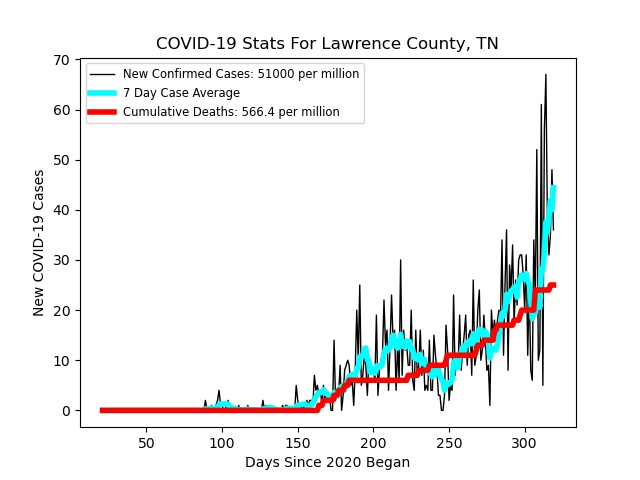 COVID-19 Stats For Lawrence County, TN
New Confirmed Cases: 51000 per million
7 Day Case Average
Cumulative Deaths: 566.4 per million
New COVID-19 Cases
70
60
50
40
30
20
10
0
50 100 150 200 250 300
Days Since 2020 Began